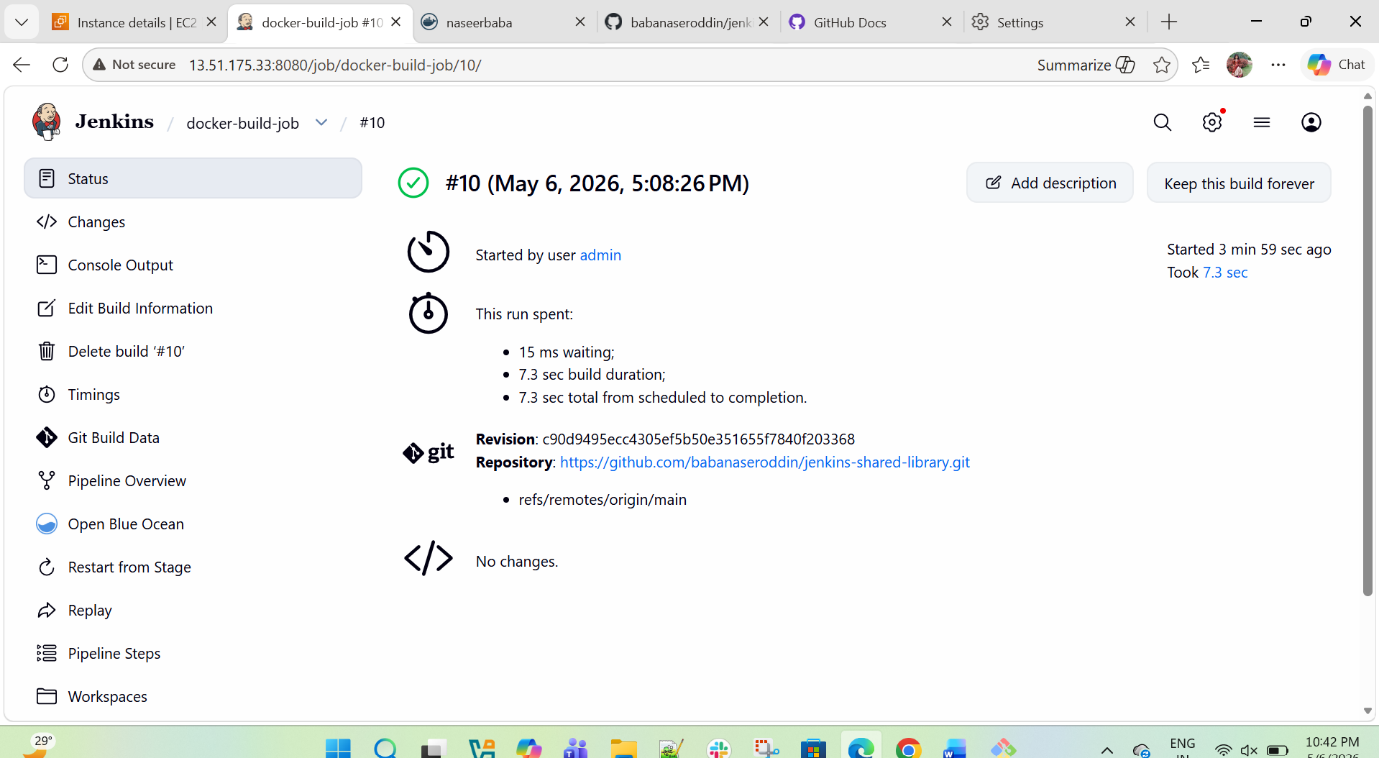 Instance details | EC2
docker-build-job #10
naseerbaba
babanaseroddin/jenk
GitHub Docs
Settings
Not secure 13.51.175.33:8080/job/docker-build-job/10/
Summarize
Chat
Jenkins / docker-build-job / #10
Status
Changes
Console Output
Edit Build Information
Delete build ‘#10’
Timings
Git Build Data
Pipeline Overview
Open Blue Ocean
Restart from Stage
Replay
Pipeline Steps
Workspaces
#10 (May 6, 2026, 5:08:26 PM)
Add description
Keep this build forever
Started by user admin
Started 3 min 59 sec ago
Took 7.3 sec
This run spent:
15 ms waiting;
7.3 sec build duration;
7.3 sec total from scheduled to completion.
git
Revision: c90d9495ecc4305ef5b50e351655f7840f203368
Repository: https://github.com/babanaseroddin/jenkins-shared-library.git
refs/remotes/origin/main
No changes.
29°
ENG
10:42 PM